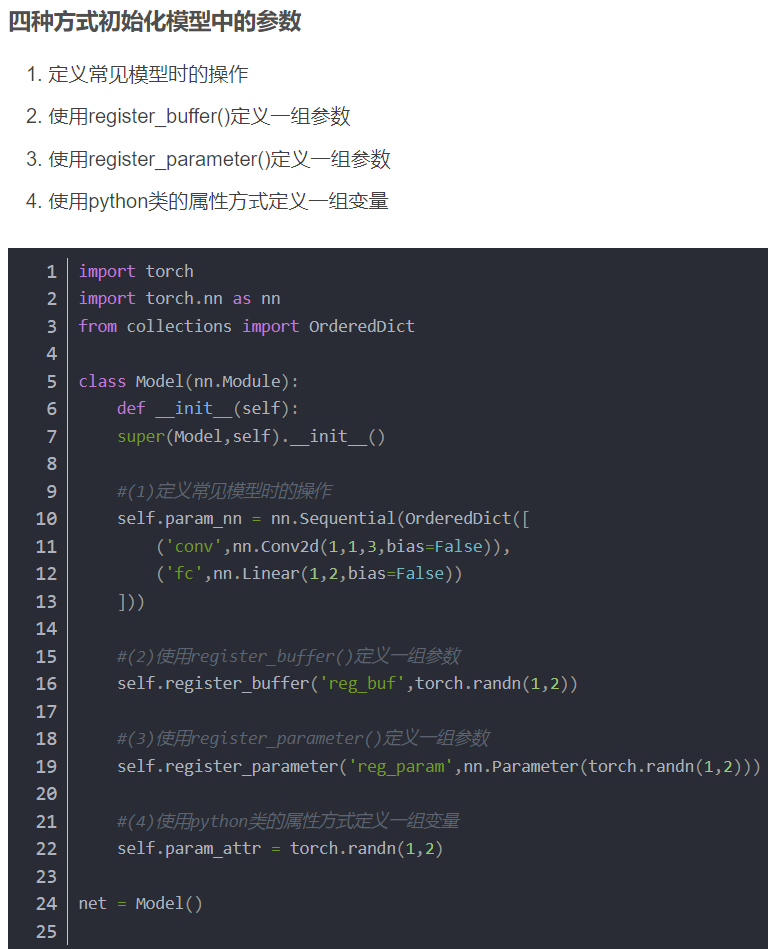 四种方式初始化模型中的参数
1. 定义常见模型时的操作
2. 使用register_buffer()定义一组参数
3. 使用register_parameter()定义一组参数
4. 使用python类的属性方式定义一组变量
1 import torch
2 import torch.nn as nn
3 from collections import OrderedDict
4
5 class Model(nn.Module):
6     def __init__(self):
7     super(Model,self).__init__()
8
9     #(1)定义常见模型时的操作
10     self.param_nn = nn.Sequential(OrderedDict([
11         ('conv',nn.Conv2d(1,1,3,bias=False)),
12         ('fc',nn.Linear(1,2,bias=False))
13     ]))
14
15     #(2)使用register_buffer()定义一组参数
16     self.register_buffer('reg_buf',torch.randn(1,2))
17
18     #(3)使用register_parameter()定义一组参数
19     self.register_parameter('reg_param',nn.Parameter(torch.randn(1,2)))
20
21     #(4)使用python类的属性方式定义一组变量
22     self.param_attr = torch.randn(1,2)
23
24 net = Model()
25